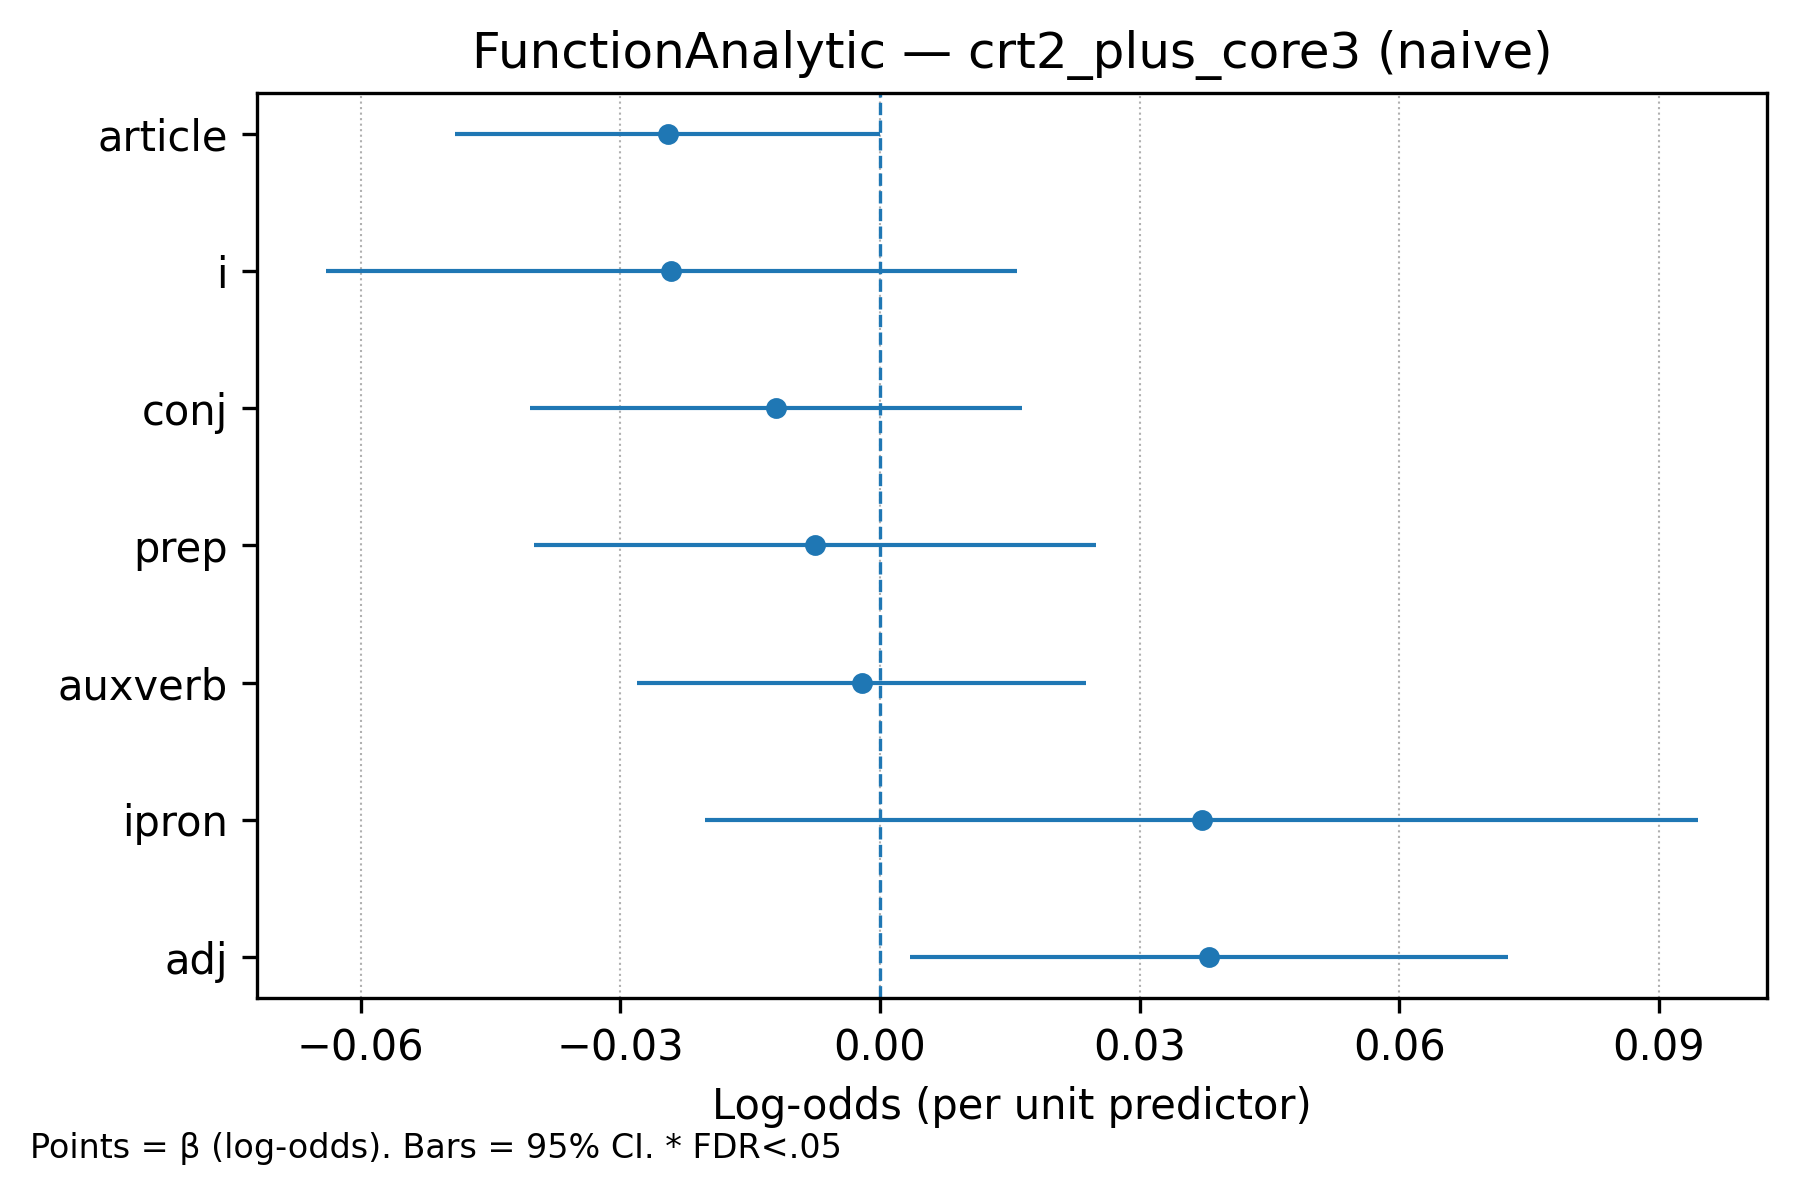 FunctionAnalytic — crt2_plus_core3 (naive)
article
i
conj
prep
auxverb
ipron
adj
−0.06 −0.03 0.00 0.03 0.06 0.09
Log-odds (per unit predictor)
Points = β (log-odds). Bars = 95% CI. * FDR<.05